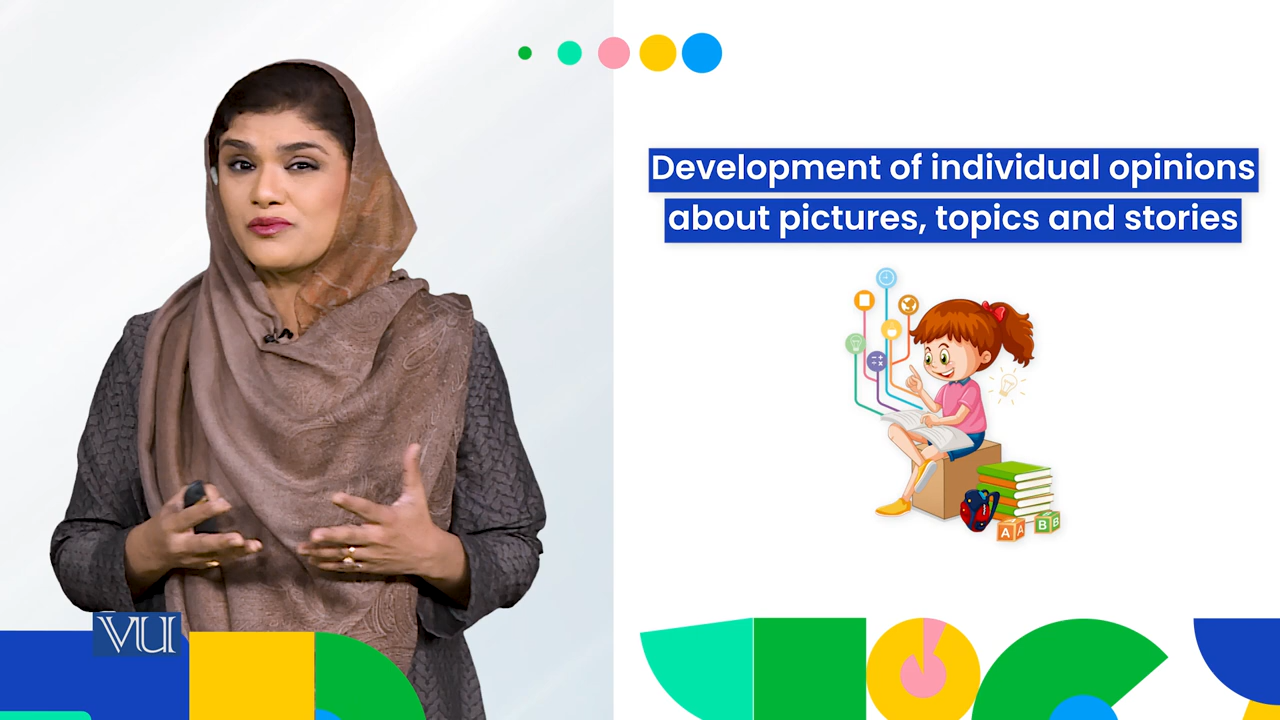 Development of individual opinions
about pictures, topics and stories
A
A
B
B
VU